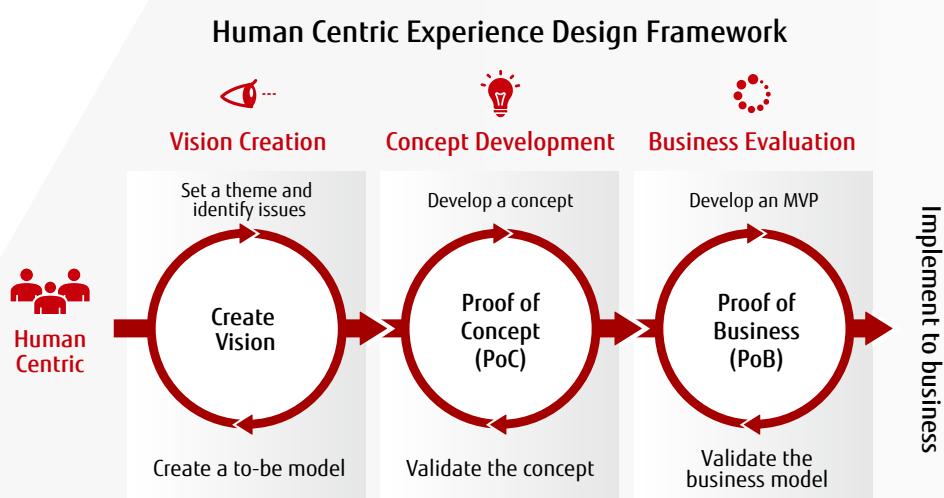 Human Centric Experience Design Framework
Vision Creation
Concept Development
Business Evaluation
Set a theme and
identify issues
Develop a concept
Develop an MVP
Human
Centric
Create
Vision
Proof of
Concept
(PoC)
Proof of
Business
(PoB)
Implement to business
Create a to-be model
Validate the concept
Validate the
business model